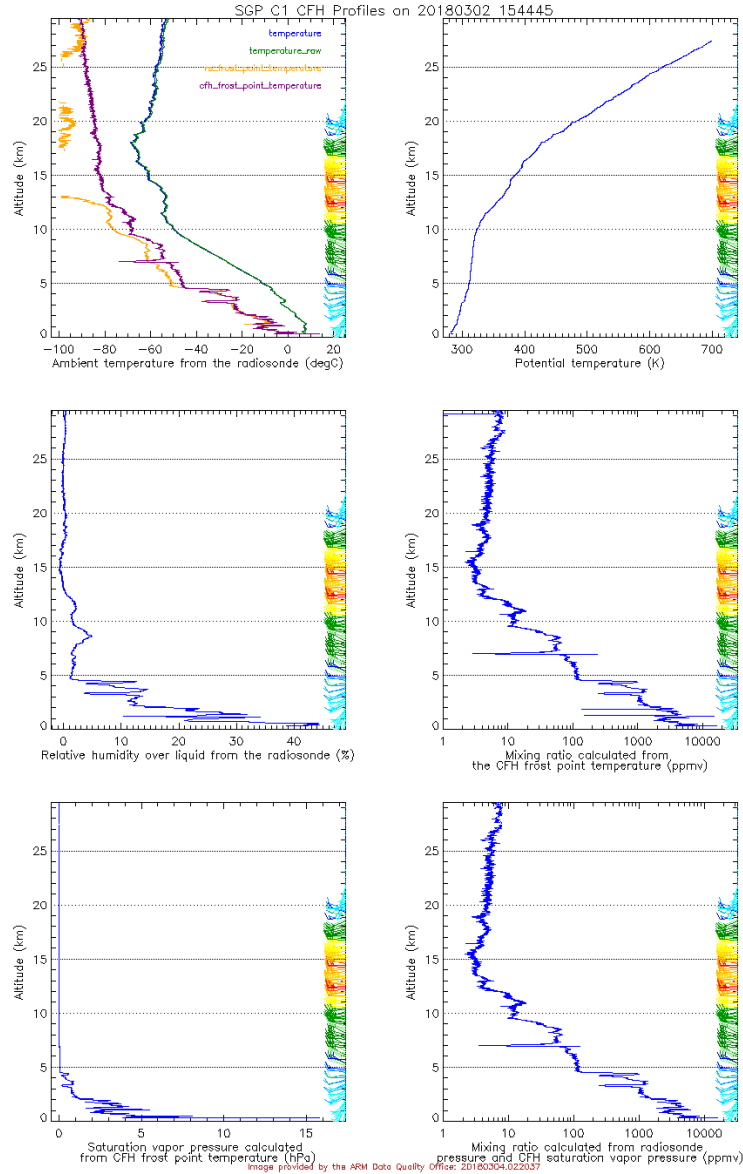 SGP C1 CFH Profiles on 20180302 154445
temperature
temperature_raw
rs_frost_point_temperature
cfh_frost_point_temperature
Altitude (km)
25
20
15
10
5
0
-100 -80 -60 -40 -20 0 20
Ambient temperature from the radiosonde (degC)
Altitude (km)
25
20
15
10
5
0
300 400 500 600 700
Potential temperature (K)
Altitude (km)
25
20
15
10
5
0
0 10 20 30 40
Relative humidity over liquid from the radiosonde (%)
Altitude (km)
25
20
15
10
5
0
1 10 100 1000 10000
Mixing ratio calculated from
the CFH frost point temperature (ppmv)
Altitude (km)
25
20
15
10
5
0
0 5 10 15
Saturation vapor pressure calculated
from CFH frost point temperature (hPa)
Altitude (km)
25
20
15
10
5
0
1 10 100 1000 10000
Mixing ratio calculated from radiosonde
pressure and CFH saturation vapor pressure (ppmv)
Image provided by the ARM Data Quality Office: 20180304.022037